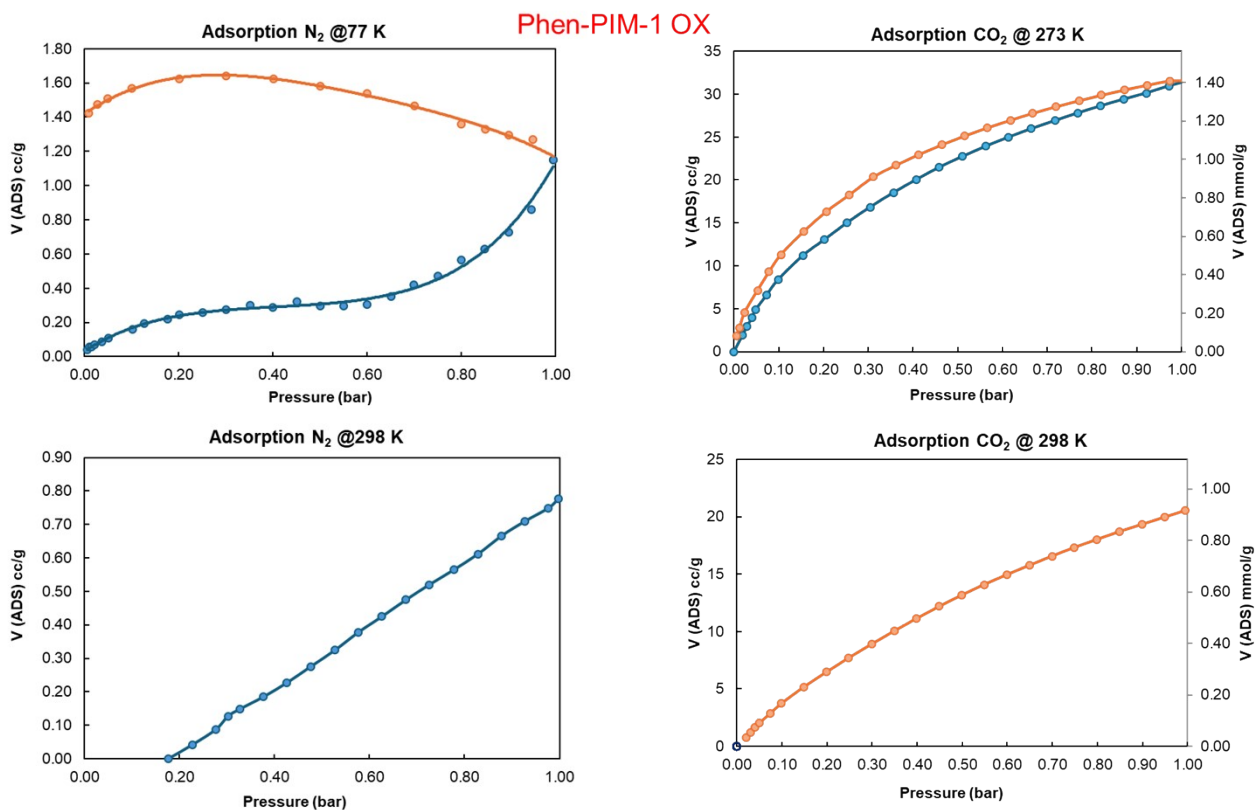 Phen-PIM-1 OX
Adsorption N₂ @77 K
V (ADS) cc/g
1.80
1.60
1.40
1.20
1.00
0.80
0.60
0.40
0.20
0.00
0.00 0.20 0.40 0.60 0.80 1.00
Pressure (bar)
Adsorption CO₂ @ 273 K
V (ADS) cc/g
35
30
25
20
15
10
5
0
1.40
1.20
1.00
0.80
0.60
0.40
0.20
0.00
V (ADS) mmol/g
0.00 0.10 0.20 0.30 0.40 0.50 0.60 0.70 0.80 0.90 1.00
Pressure (bar)
Adsorption N₂ @298 K
V (ADS) cc/g
0.90
0.80
0.70
0.60
0.50
0.40
0.30
0.20
0.10
0.00
0.00 0.20 0.40 0.60 0.80 1.00
Pressure (bar)
Adsorption CO₂ @ 298 K
V (ADS) cc/g
25
20
15
10
5
0
1.00
0.80
0.60
0.40
0.20
0.00
V (ADS) mmol/g
0.00 0.10 0.20 0.30 0.40 0.50 0.60 0.70 0.80 0.90 1.00
Pressure (bar)